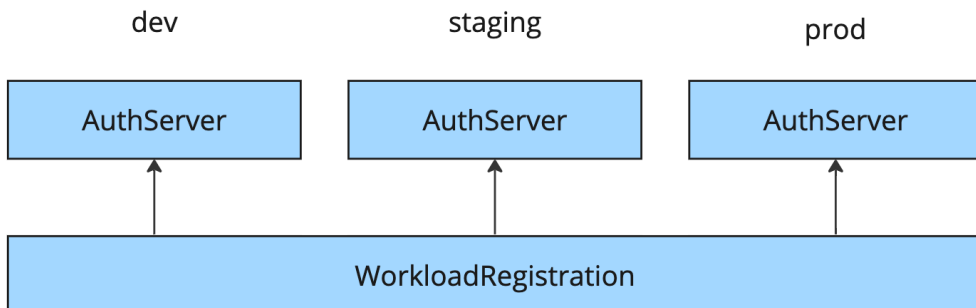 dev
staging
prod
AuthServer
AuthServer
AuthServer
WorkloadRegistration